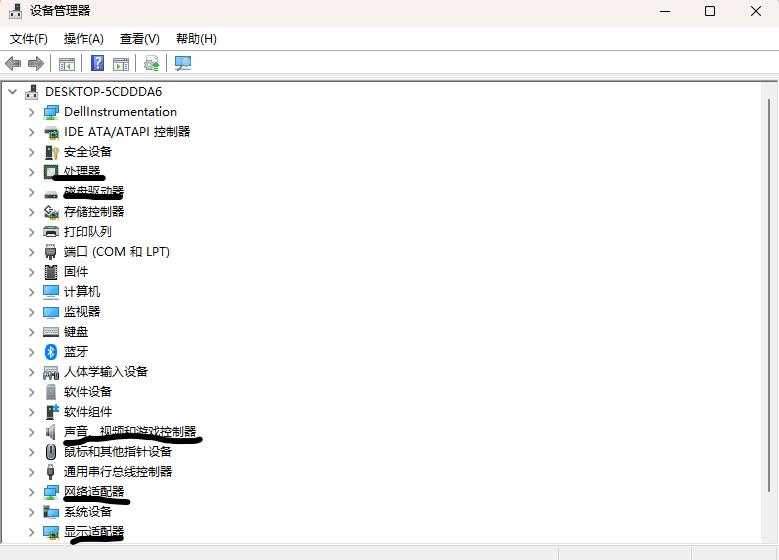 设备管理器
文件(F) 操作(A) 查看(V) 帮助(H)
DESKTOP-5CDDDA6
DellInstrumentation
IDE ATA/ATAPI 控制器
安全设备
处理器
磁盘驱动器
存储控制器
打印队列
端口 (COM 和 LPT)
固件
计算机
监视器
键盘
蓝牙
人体学输入设备
软件设备
软件组件
声音、视频和游戏控制器
鼠标和其他指针设备
通用串行总线控制器
网络适配器
系统设备
显示适配器